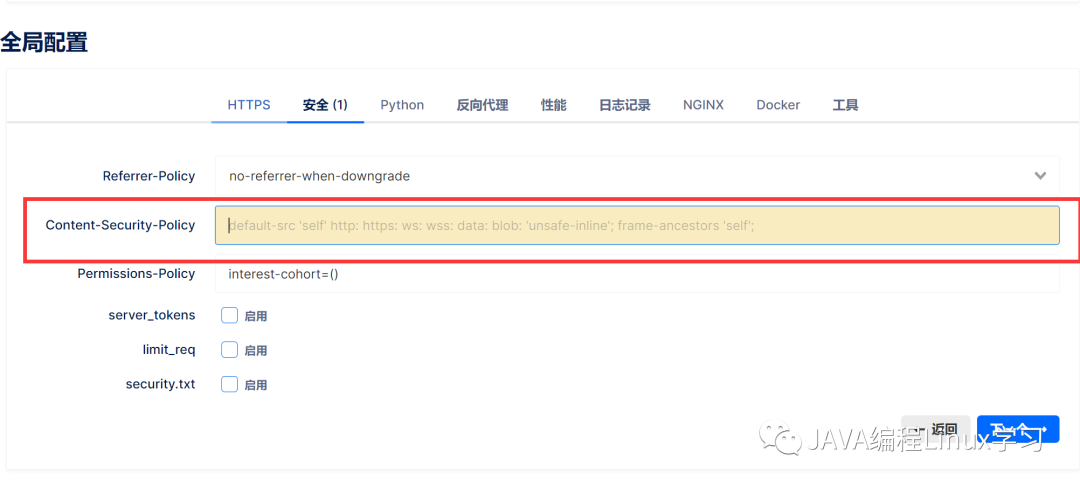 全局配置
HTTPS 安全 (1) Python 反向代理 性能 日志记录 NGINX Docker 工具
Referrer-Policy no-referrer-when-downgrade
Content-Security-Policy default-src 'self' http: https: ws: wss: data: blob: 'unsafe-inline'; frame-ancestors 'self';
Permissions-Policy interest-cohort=()
server_tokens 启用
limit_req 启用
security.txt 启用
← 返回
JAVA编程Linux学习